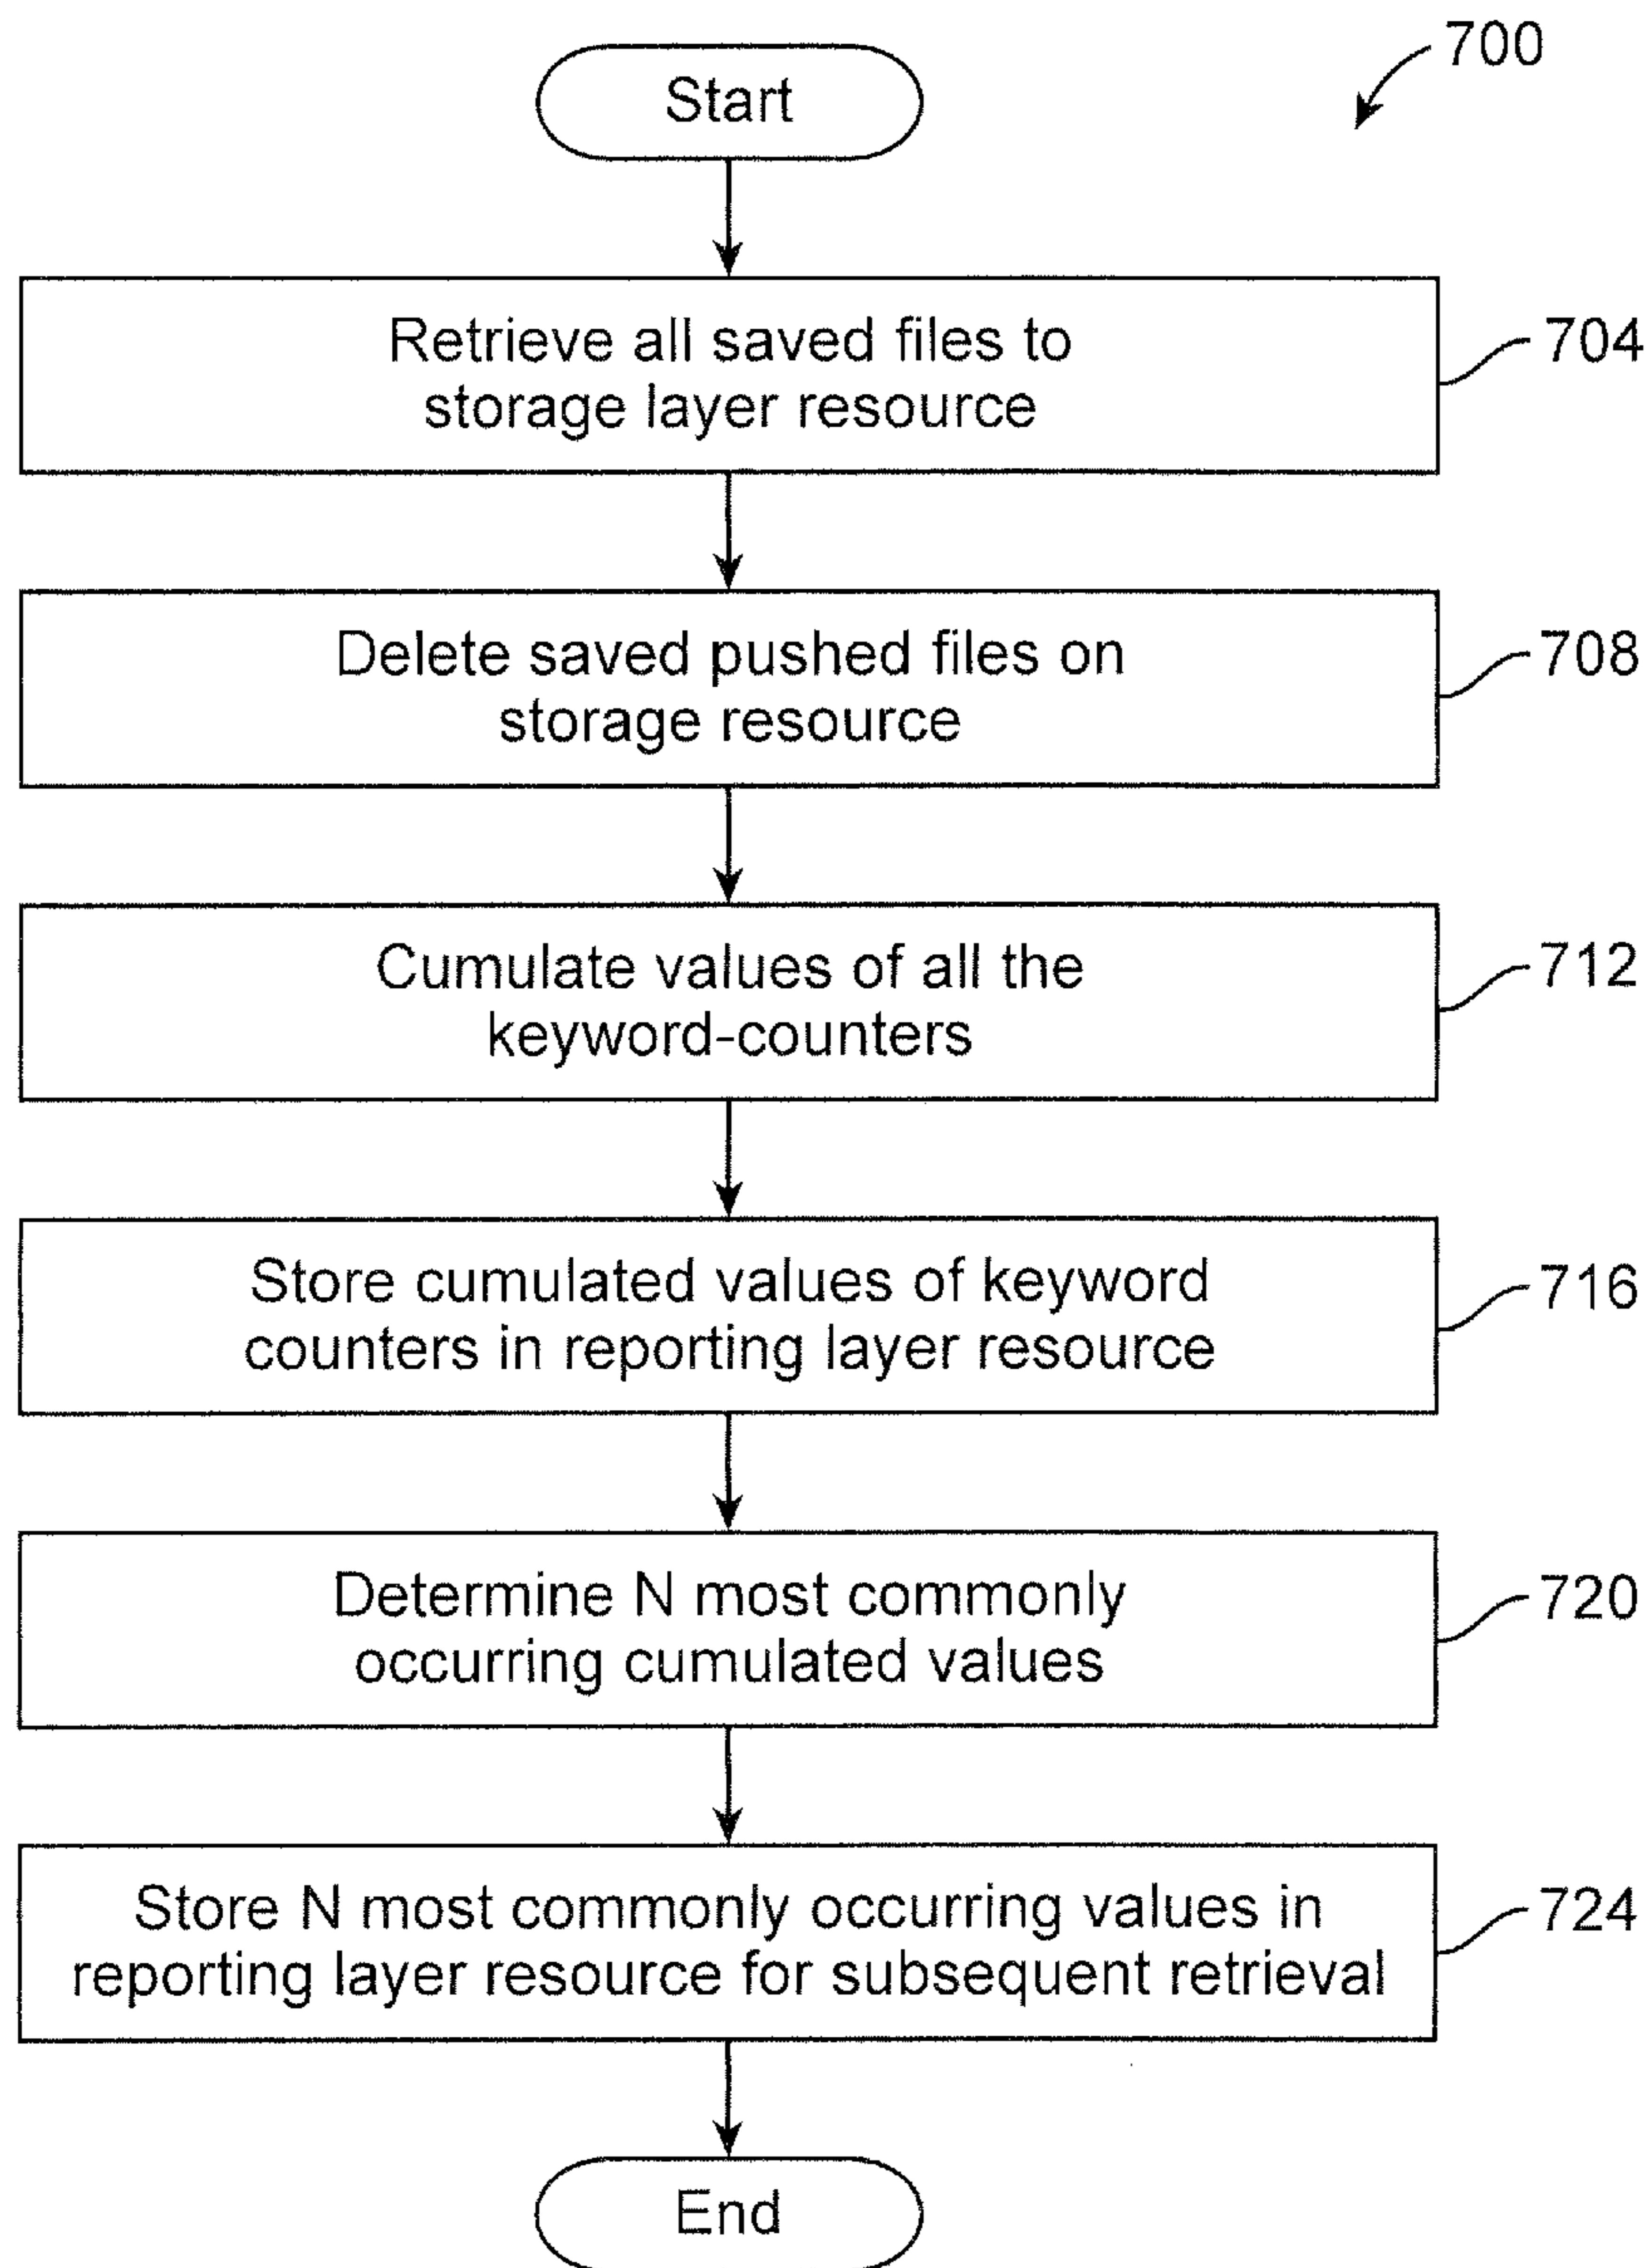 700
Start
Retrieve all saved files to
storage layer resource
704
Delete saved pushed files on
storage resource
708
Cumulate values of all the
keyword-counters
712
Store cumulated values of keyword
counters in reporting layer resource
716
Determine N most commonly
occurring cumulated values
720
Store N most commonly occurring values in
reporting layer resource for subsequent retrieval
724
End